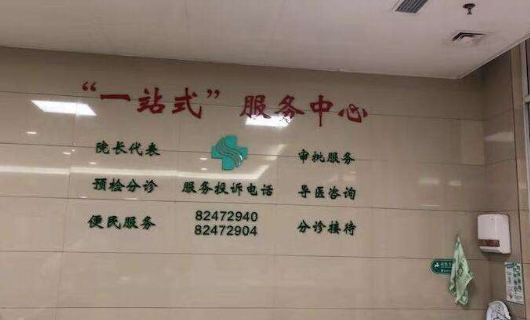 “一站式”服务中心
院长代表
审批服务
预检分诊
服务投诉电话
导医咨询
便民服务
82472940
82472904
分诊接待